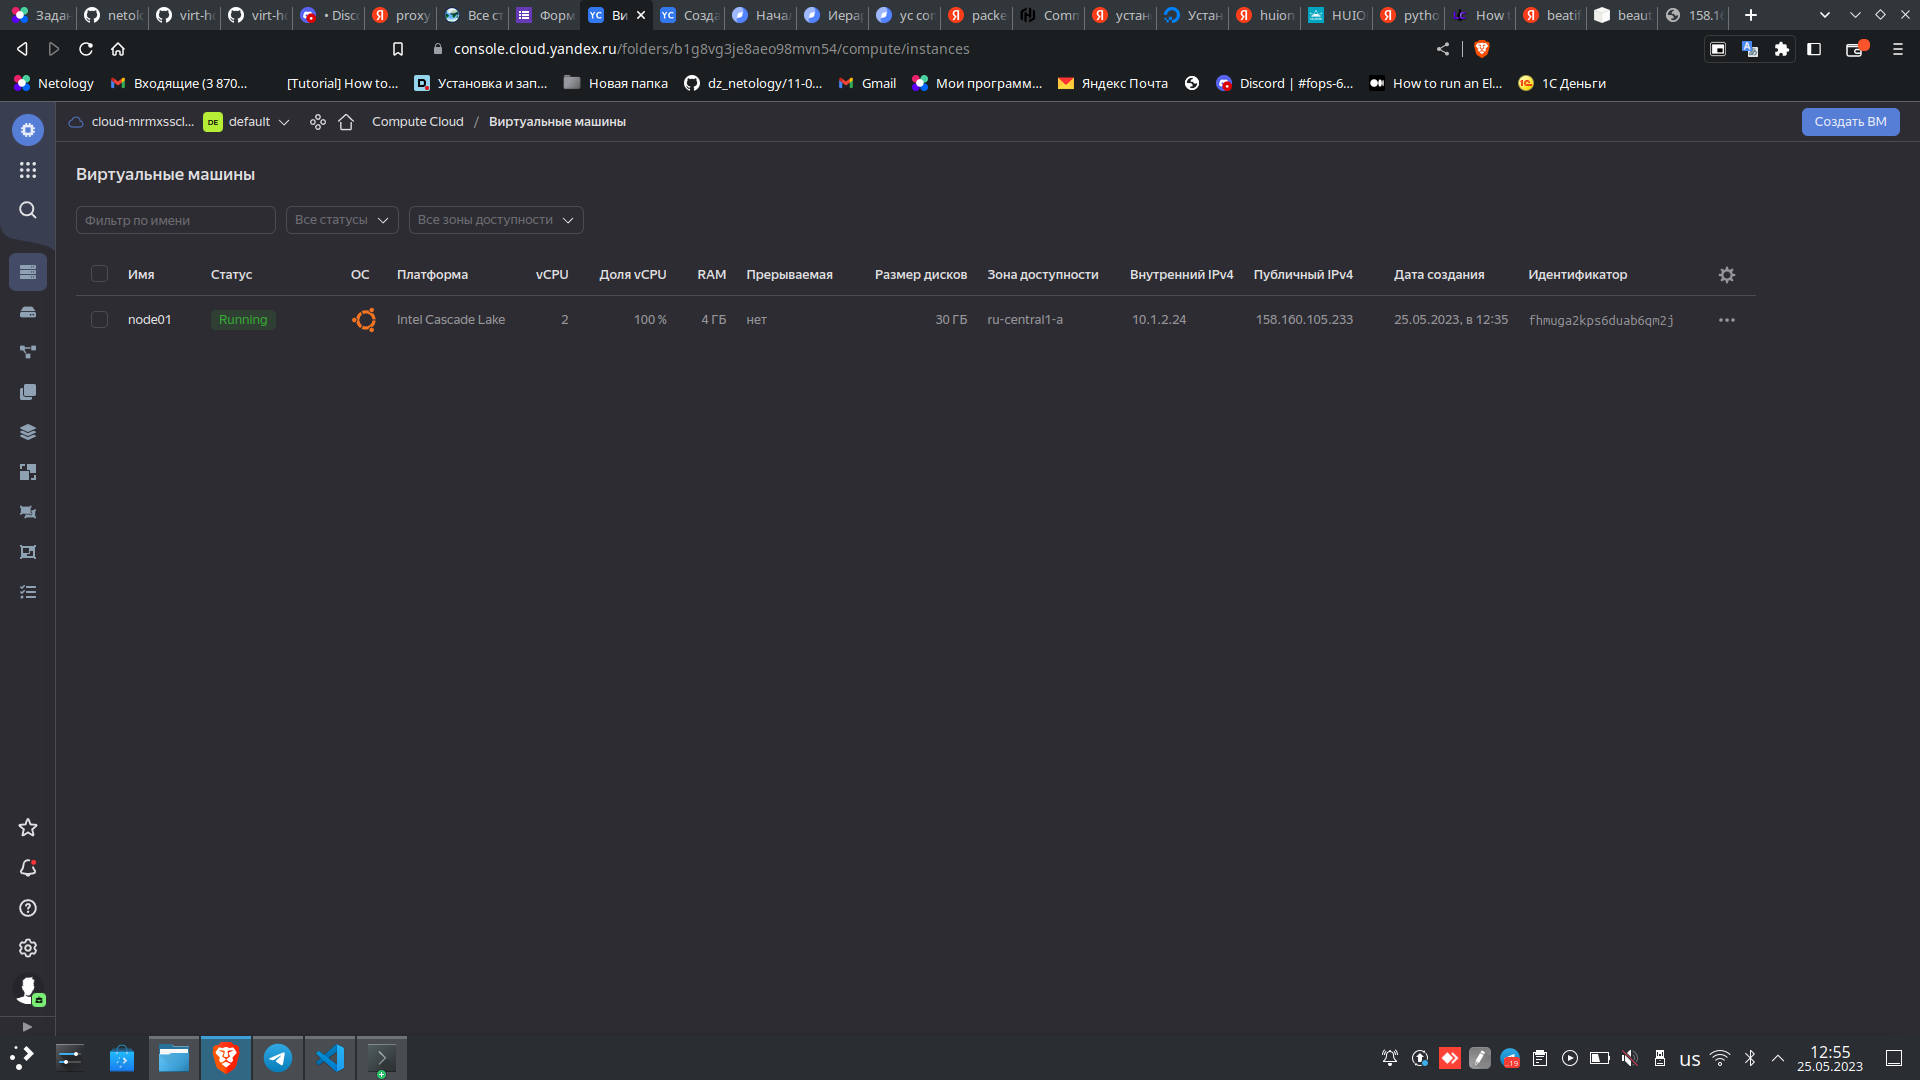 Задан
netolo
virt-ho
virt-ho
• Disco
proxy
Все ст
Форм
Ви
Созда
Начал
Иерар
yc con
packe
Comm
устан
Устан
huion
HUIO
pytho
How t
beatif
beaut
158.16
console.cloud.yandex.ru/folders/b1g8vg3je8aeo98mvn54/compute/instances
Netology
Входящие (3 870...
[Tutorial] How to...
Установка и зап...
Новая папка
dz_netology/11-0...
Gmail
Мои программ...
Яндекс Почта
Discord | #fops-6...
How to run an El...
1С Деньги
cloud-mrmxsscl...
DE
default
Compute Cloud / Виртуальные машины
Создать ВМ
Виртуальные машины
Фильтр по имени
Все статусы
Все зоны доступности
Имя Статус ОС Платформа vCPU Доля vCPU RAM Прерываемая Размер дисков Зона доступности Внутренний IPv4 Публичный IPv4 Дата создания Идентификатор
node01 Running Intel Cascade Lake 2 100 % 4 ГБ нет 30 ГБ ru-central1-a 10.1.2.24 158.160.105.233 25.05.2023, в 12:35 fhmuga2kps6duab6qm2j
us
12:55
25.05.2023